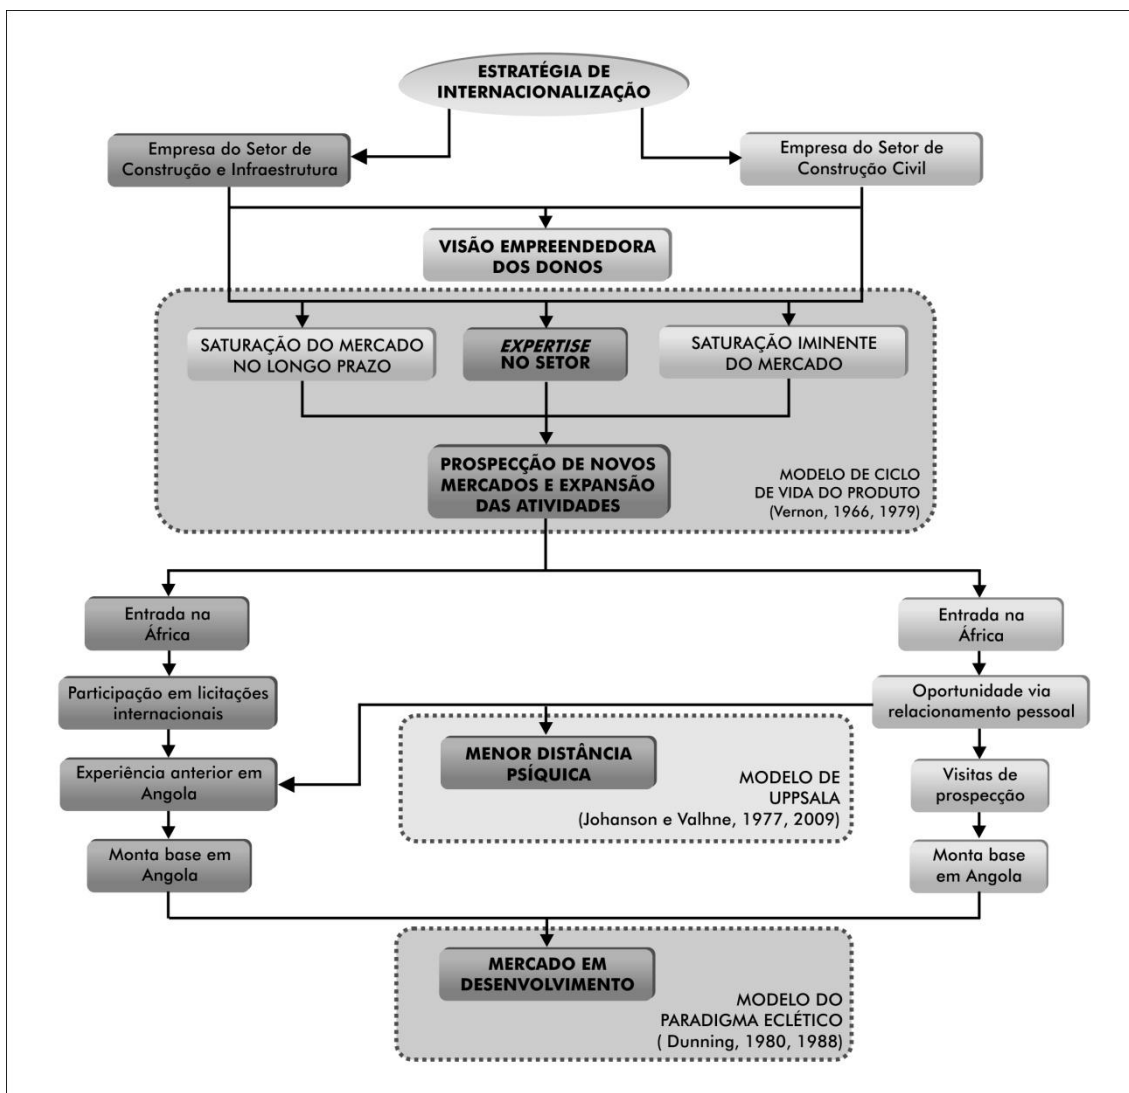 ESTRATÉGIA DE
INTERNACIONALIZAÇÃO
Empresa do Setor de
Construção e Infraestrutura
Empresa do Setor de
Construção Civil
VISÃO EMPREENDEDORA
DOS DONOS
SATURAÇÃO DO MERCADO
NO LONGO PRAZO
EXPERTISE
NO SETOR
SATURAÇÃO IMINENTE
DO MERCADO
PROSPECÇÃO DE NOVOS
MERCADOS E EXPANSÃO
DAS ATIVIDADES
MODELO DE CICLO
DE VIDA DO PRODUTO
(Vernon, 1966, 1979)
Entrada na
África
Entrada na
África
Participação em licitações
internacionais
Oportunidade via
relacionamento pessoal
MENOR DISTÂNCIA
PSÍQUICA
MODELO DE
UPPSALA
(Johanson e Valhne, 1977, 2009)
Experiência anterior em
Angola
Visitas de
prospecção
Monta base em
Angola
Monta base
em Angola
MERCADO EM
DESENVOLVIMENTO
MODELO DO
PARADIGMA ECLÉTICO
( Dunning, 1980, 1988)